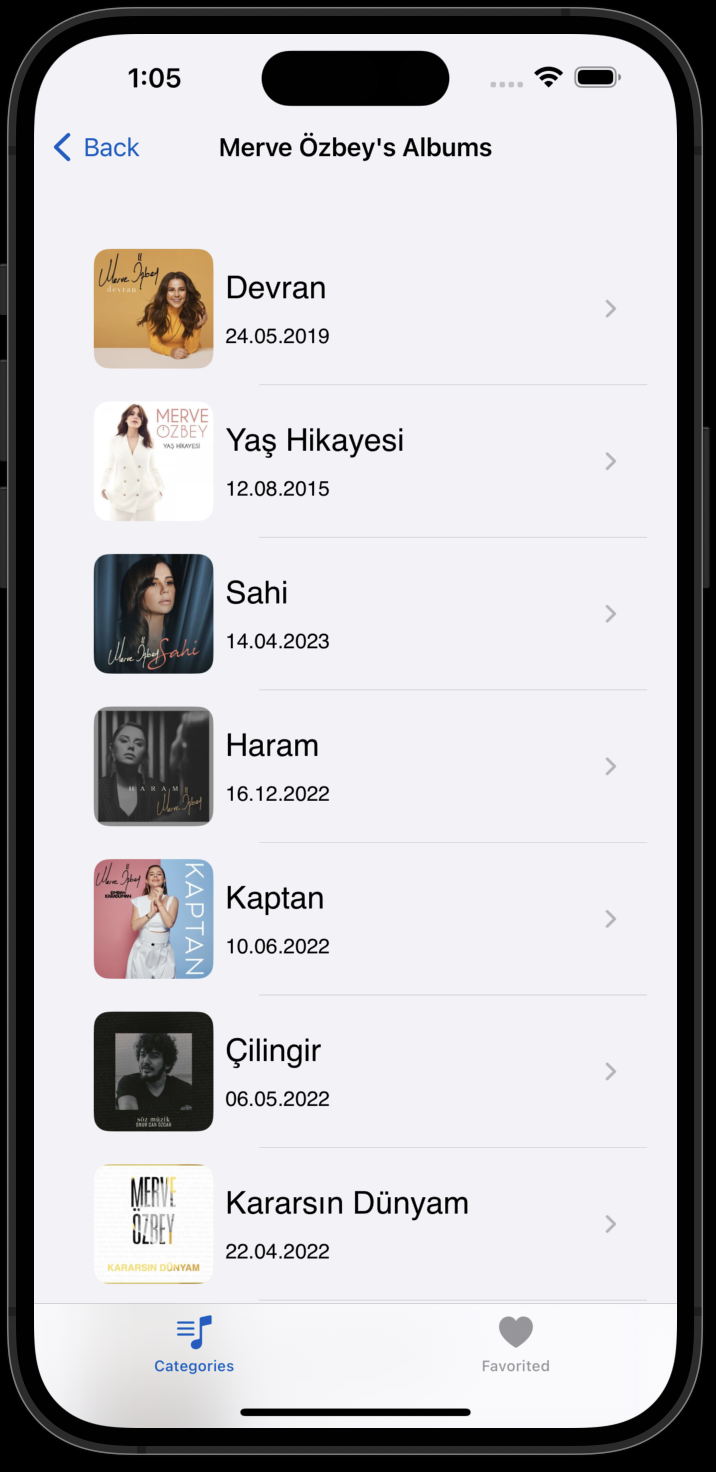 1:05
Back
Merve Özbey's Albums
Merve Özbey
devran
Devran
24.05.2019
MERVE
ÖZBEY
YAŞ HİKAYESİ
Yaş Hikayesi
12.08.2015
Merve Özbey Sahi
Sahi
14.04.2023
HARAM
Merve Özbey
Haram
16.12.2022
Merve Özbey
KAPTAN
Kaptan
10.06.2022
söz müzik
ONUR CAN ÖZCAN
Çilingir
06.05.2022
MERVE
ÖZBEY
KARARSIN DÜNYAM
Kararsın Dünyam
22.04.2022
Categories
Favorited